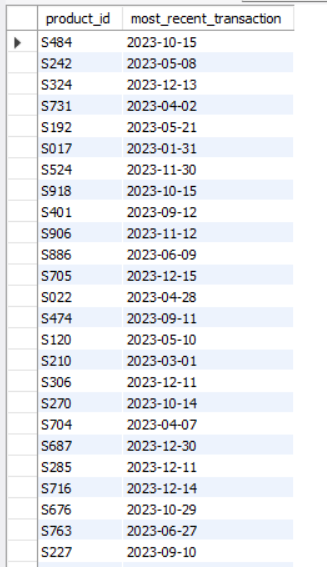 product_id most_recent_transaction
S484 2023-10-15
S242 2023-05-08
S324 2023-12-13
S731 2023-04-02
S192 2023-05-21
S017 2023-01-31
S524 2023-11-30
S918 2023-10-15
S401 2023-09-12
S906 2023-11-12
S886 2023-06-09
S705 2023-12-15
S022 2023-04-28
S474 2023-09-11
S120 2023-05-10
S210 2023-03-01
S306 2023-12-11
S270 2023-10-14
S704 2023-04-07
S687 2023-12-30
S285 2023-12-11
S716 2023-12-14
S676 2023-10-29
S763 2023-06-27
S227 2023-09-10